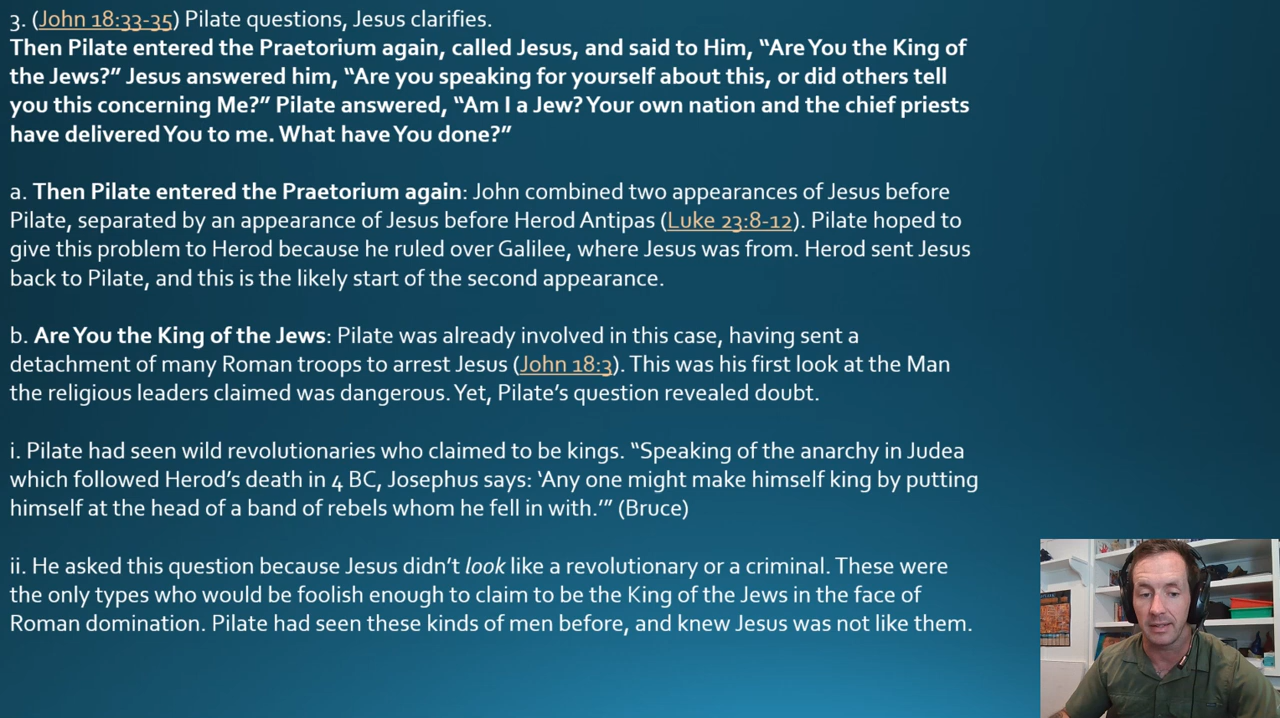 3. (John 18:33-35) Pilate questions, Jesus clarifies.
Then Pilate entered the Praetorium again, called Jesus, and said to Him, “Are You the King of
the Jews?” Jesus answered him, “Are you speaking for yourself about this, or did others tell
you this concerning Me?” Pilate answered, “Am I a Jew? Your own nation and the chief priests
have delivered You to me. What have You done?”
a. Then Pilate entered the Praetorium again: John combined two appearances of Jesus before
Pilate, separated by an appearance of Jesus before Herod Antipas (Luke 23:8-12). Pilate hoped to
give this problem to Herod because he ruled over Galilee, where Jesus was from. Herod sent Jesus
back to Pilate, and this is the likely start of the second appearance.
b. Are You the King of the Jews: Pilate was already involved in this case, having sent a
detachment of many Roman troops to arrest Jesus (John 18:3). This was his first look at the Man
the religious leaders claimed was dangerous. Yet, Pilate’s question revealed doubt.
i. Pilate had seen wild revolutionaries who claimed to be kings. “Speaking of the anarchy in Judea
which followed Herod’s death in 4 BC, Josephus says: ‘Any one might make himself king by putting
himself at the head of a band of rebels whom he fell in with.’” (Bruce)
ii. He asked this question because Jesus didn’t look like a revolutionary or a criminal. These were
the only types who would be foolish enough to claim to be the King of the Jews in the face of
Roman domination. Pilate had seen these kinds of men before, and knew Jesus was not like them.